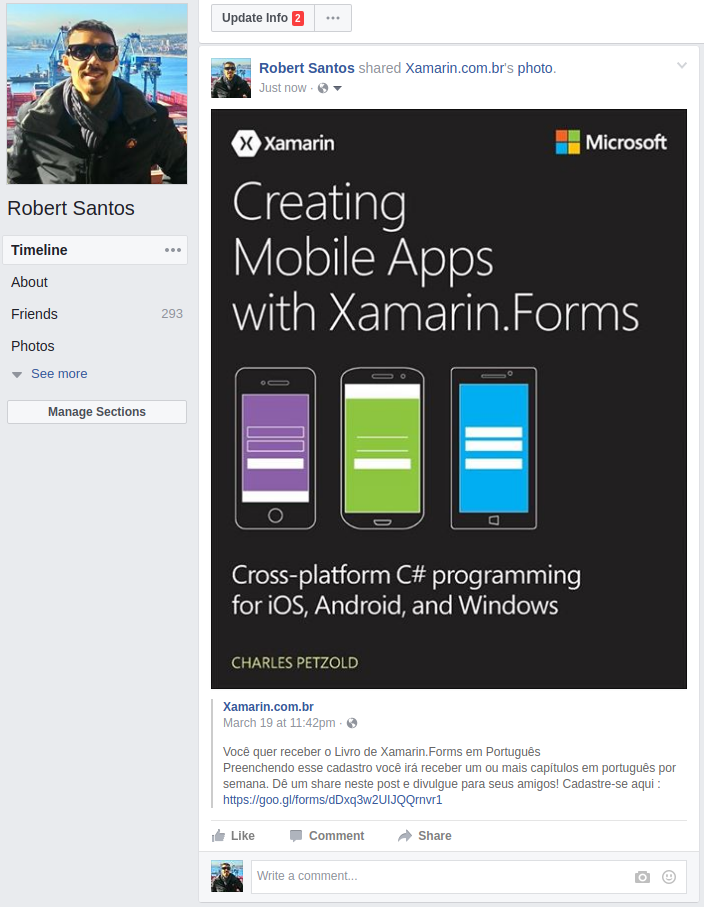 Update Info 2
Robert Santos shared Xamarin.com.br's photo.
Just now ·
Robert Santos
Timeline
About
Friends 293
Photos
See more
Manage Sections
Xamarin
Microsoft
Creating
Mobile Apps
with Xamarin.Forms
Cross-platform C# programming
for iOS, Android, and Windows
CHARLES PETZOLD
Xamarin.com.br
March 19 at 11:42pm ·
Você quer receber o Livro de Xamarin.Forms em Português
Preenchendo esse cadastro você irá receber um ou mais capítulos em português por
semana. Dê um share neste post e divulgue para seus amigos! Cadastre-se aqui :
https://goo.gl/forms/dDxq3w2UIJQQrnvr1
Like Comment Share
Write a comment...